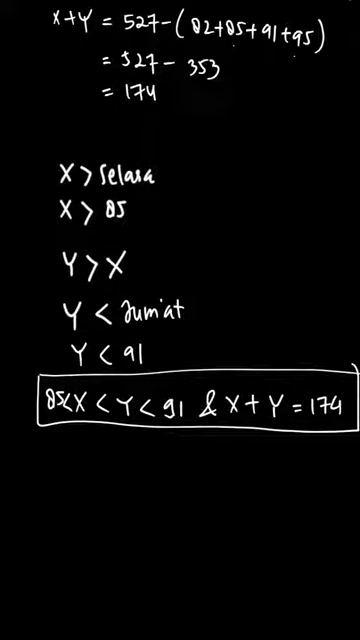 X+Y = 527-(82+85+91+95)
= 527 - 353
= 174
X > Selasa
X > 85
Y > X
Y < Jum'at
Y < 91
85<X < Y < 91 & X + Y = 174